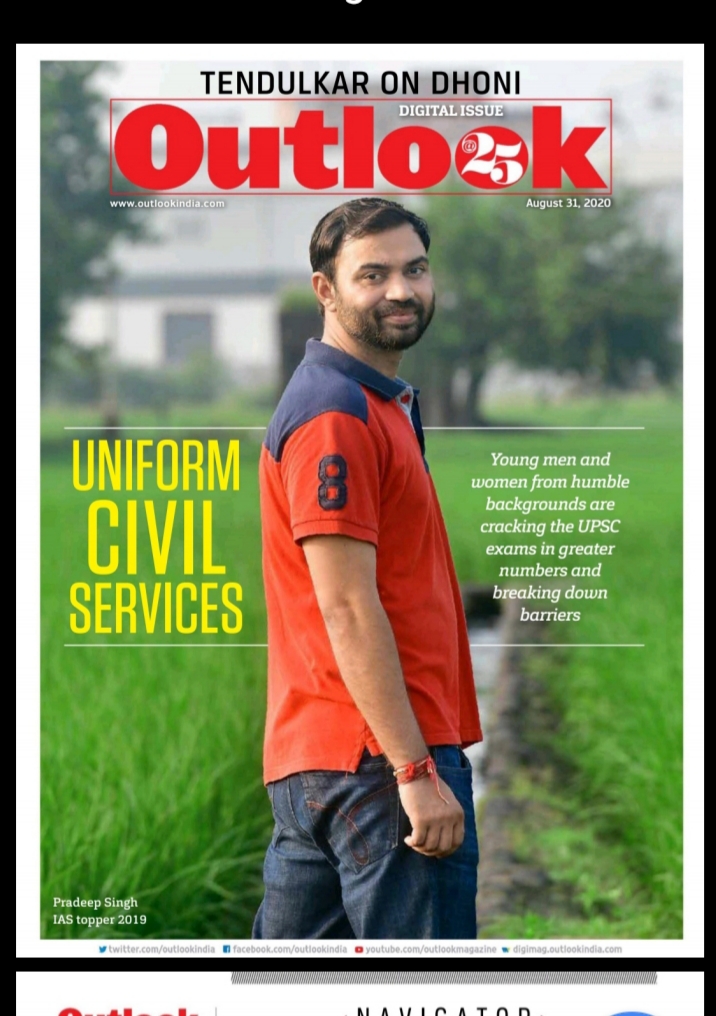 TENDULKAR ON DHONI
DIGITAL ISSUE
Outlook
@25
www.outlookindia.com
August 31, 2020
UNIFORM
CIVIL
SERVICES
Young men and
women from humble
backgrounds are
cracking the UPSC
exams in greater
numbers and
breaking down
barriers
8
Pradeep Singh
IAS topper 2019
twitter.com/outlookindia facebook.com/outlookindia youtube.com/outlookmagazine digimag.outlookindia.com
Outlook
NAVIGATOR